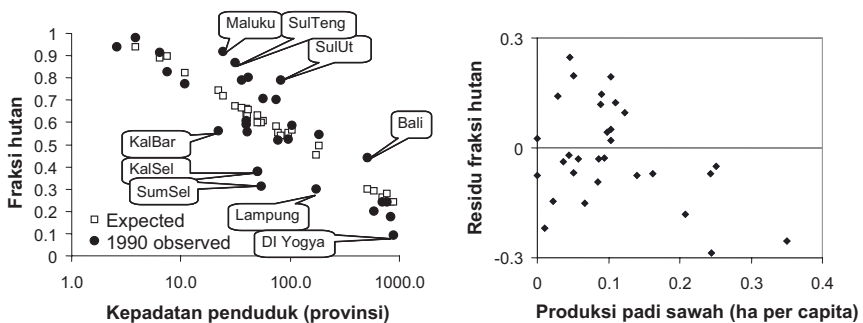 Fraksi hutan
1
0.9
0.8
0.7
0.6
0.5
0.4
0.3
0.2
0.1
0
Maluku
SulTeng
SulUt
Bali
KalBar
KalSel
SumSel
Lampung
DI Yogya
Expected
1990 observed
1.0 10.0 100.0 1000.0
Kepadatan penduduk (provinsi)
Residu fraksi hutan
0.3
0
-0.3
0 0.1 0.2 0.3 0.4
Produksi padi sawah (ha per capita)